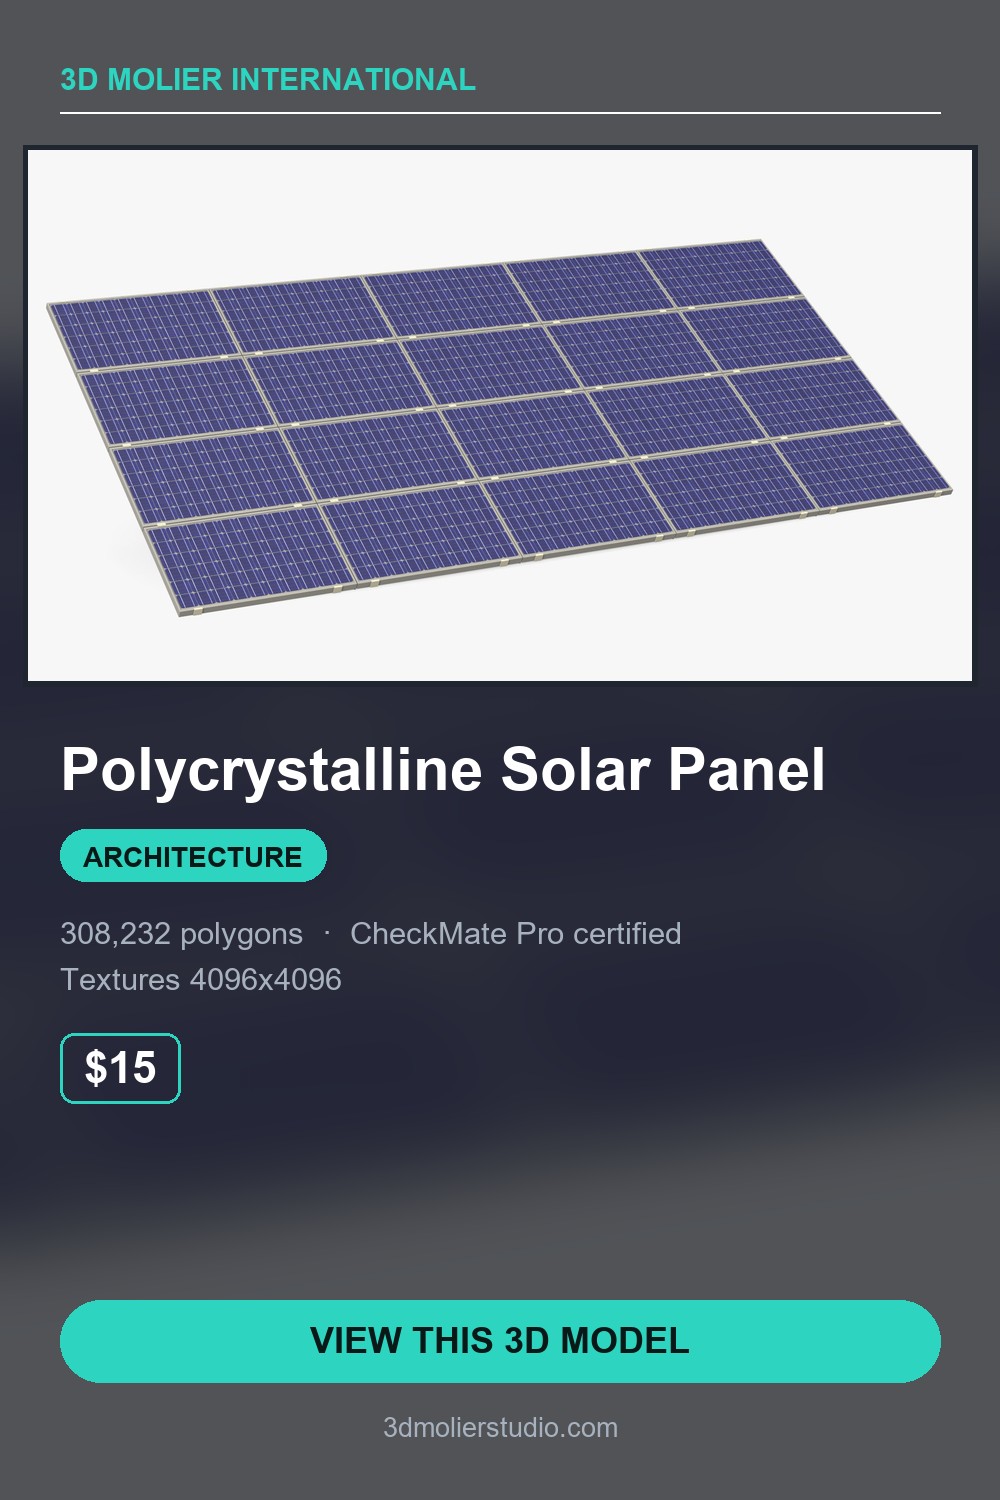 3D MOLIER INTERNATIONAL
Polycrystalline Solar Panel
ARCHITECTURE
308,232 polygons · CheckMate Pro certified
Textures 4096x4096
$15
VIEW THIS 3D MODEL
3dmolierstudio.com